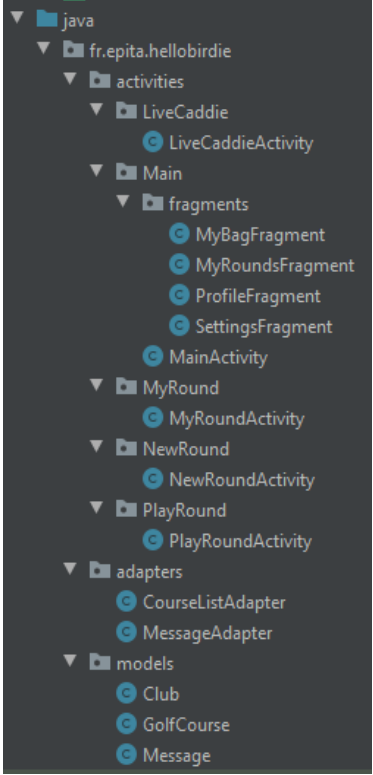 java
fr.epita.hellobirdie
activities
LiveCaddie
LiveCaddieActivity
Main
fragments
MyBagFragment
MyRoundsFragment
ProfileFragment
SettingsFragment
MainActivity
MyRound
MyRoundActivity
NewRound
NewRoundActivity
PlayRound
PlayRoundActivity
adapters
CourseListAdapter
MessageAdapter
models
Club
GolfCourse
Message